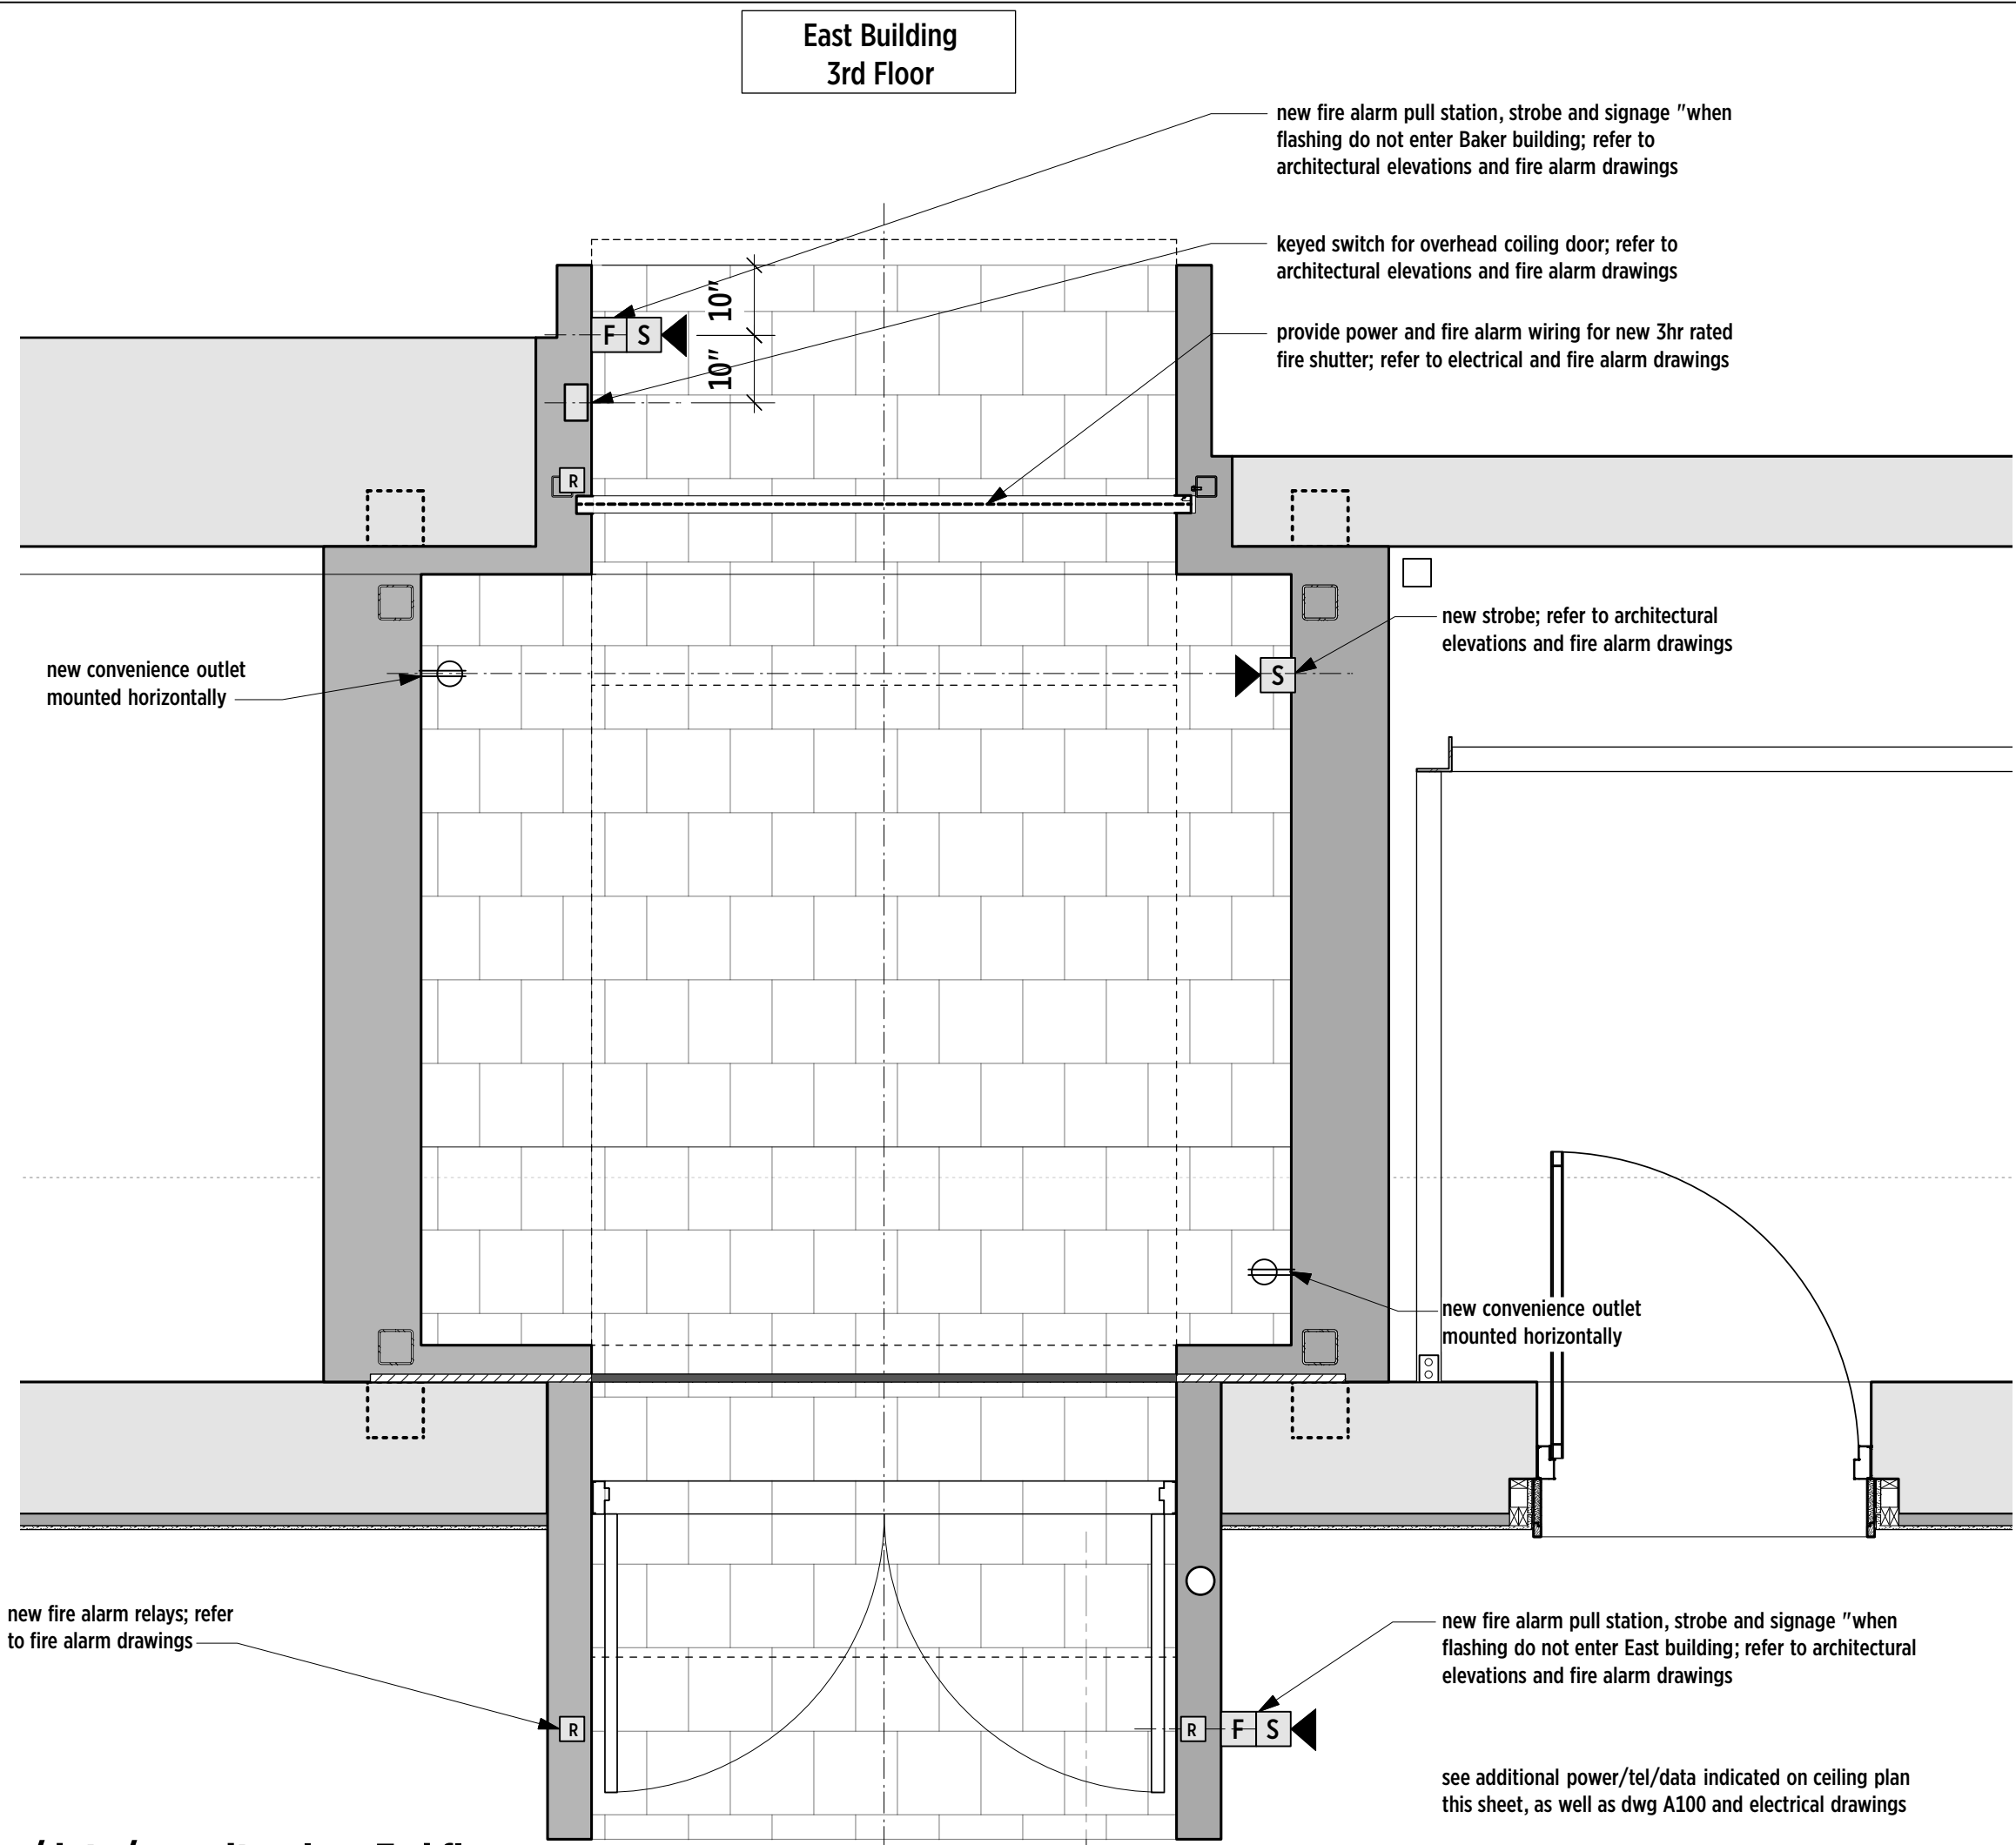 East Building
3rd Floor
new fire alarm pull station, strobe and signage "when
flashing do not enter Baker building; refer to
architectural elevations and fire alarm drawings
keyed switch for overhead coiling door; refer to
architectural elevations and fire alarm drawings
10"
F S
provide power and fire alarm wiring for new 3hr rated
fire shutter; refer to electrical and fire alarm drawings
10"
R
new strobe; refer to architectural
elevations and fire alarm drawings
new convenience outlet
mounted horizontally
S
new convenience outlet
mounted horizontally
new fire alarm relays; refer
to fire alarm drawings
new fire alarm pull station, strobe and signage "when
flashing do not enter East building; refer to architectural
elevations and fire alarm drawings
R
R F S
see additional power/tel/data indicated on ceiling plan
this sheet, as well as dwg A100 and electrical drawings